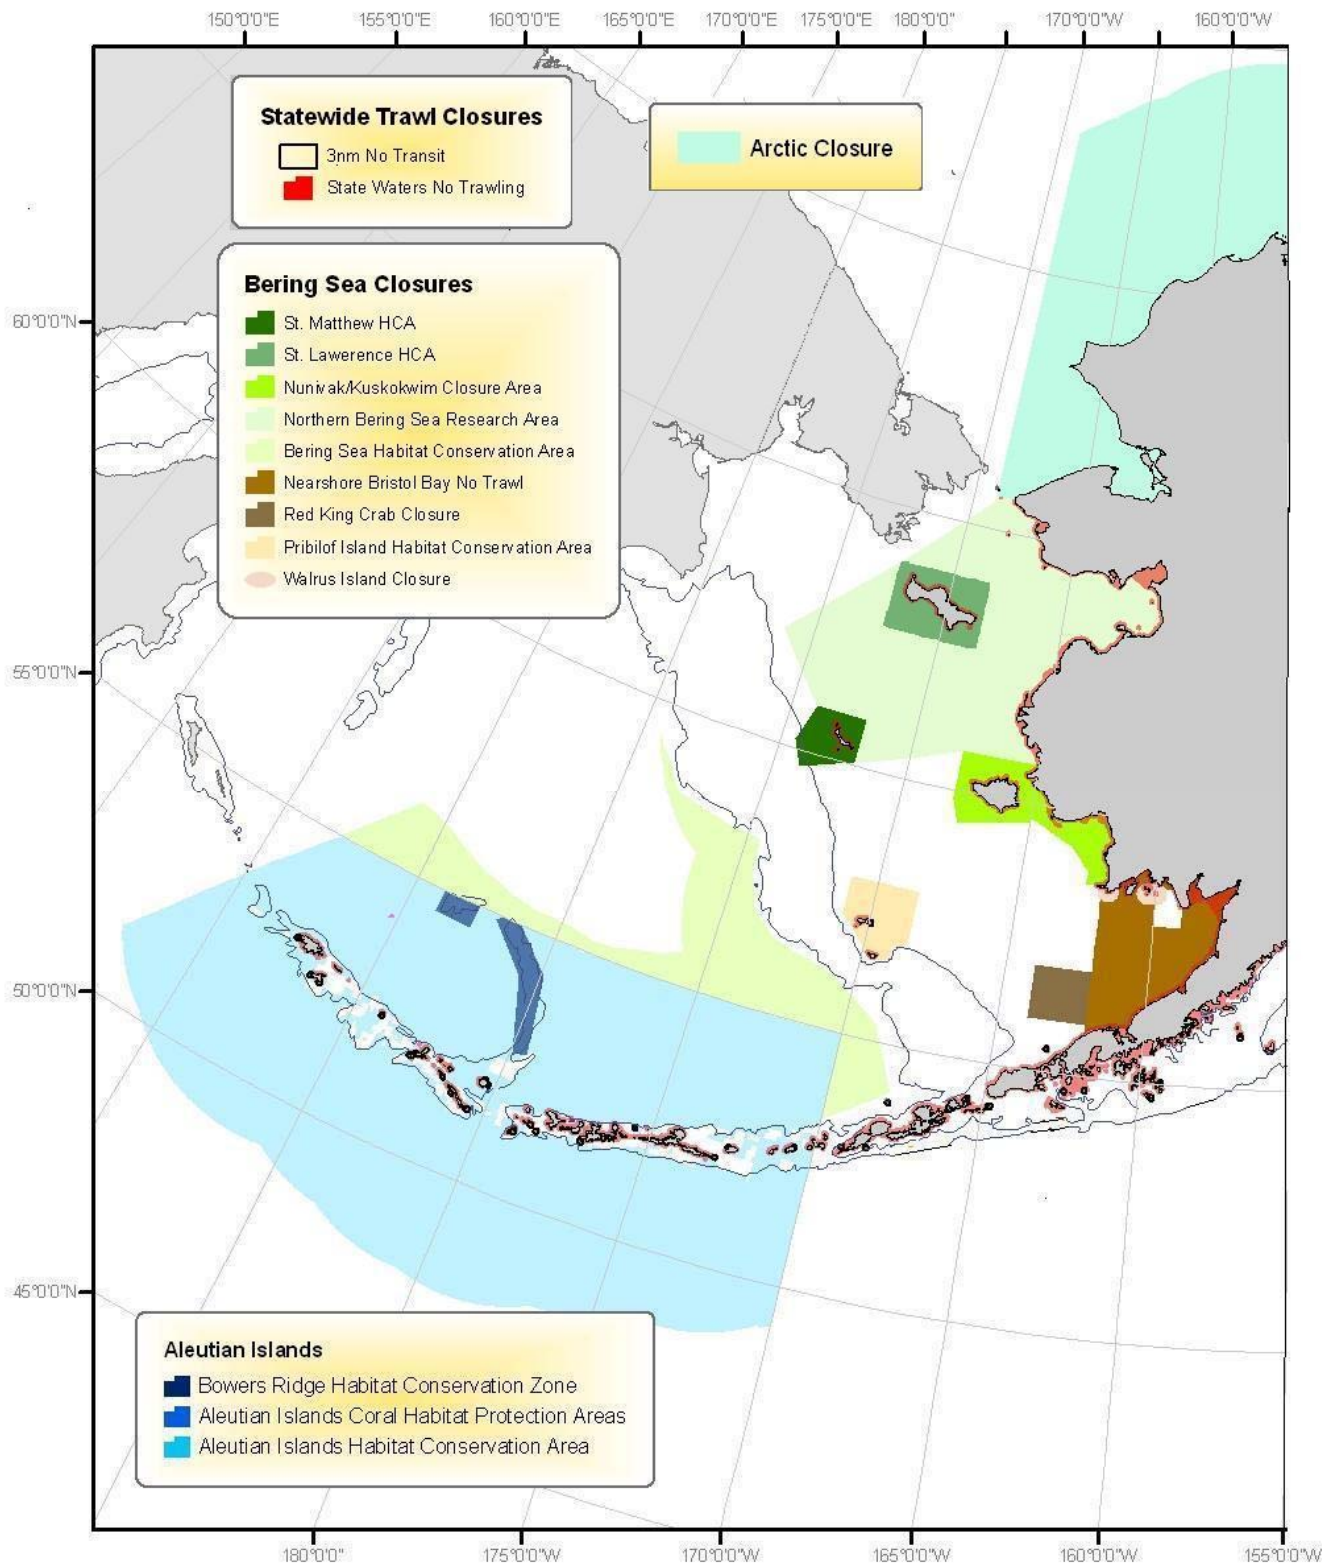 150°0'0"E 155°0'0"E 160°0'0"E 165°0'0"E 170°0'0"E 175°0'0"E 180°0'0" 170°0'0"W 160°0'0"W
Statewide Trawl Closures
3nm No Transit
State Waters No Trawling
Arctic Closure
Bering Sea Closures
St. Matthew HCA
St. Lawerence HCA
Nunivak/Kuskokwim Closure Area
Northern Bering Sea Research Area
Bering Sea Habitat Conservation Area
Nearshore Bristol Bay No Trawl
Red King Crab Closure
Pribilof Island Habitat Conservation Area
Walrus Island Closure
60°0'0"N
55°0'0"N
50°0'0"N
45°0'0"N
Aleutian Islands
Bowers Ridge Habitat Conservation Zone
Aleutian Islands Coral Habitat Protection Areas
Aleutian Islands Habitat Conservation Area
180°0'0" 175°0'0"W 170°0'0"W 165°0'0"W 160°0'0"W 155°0'0"W